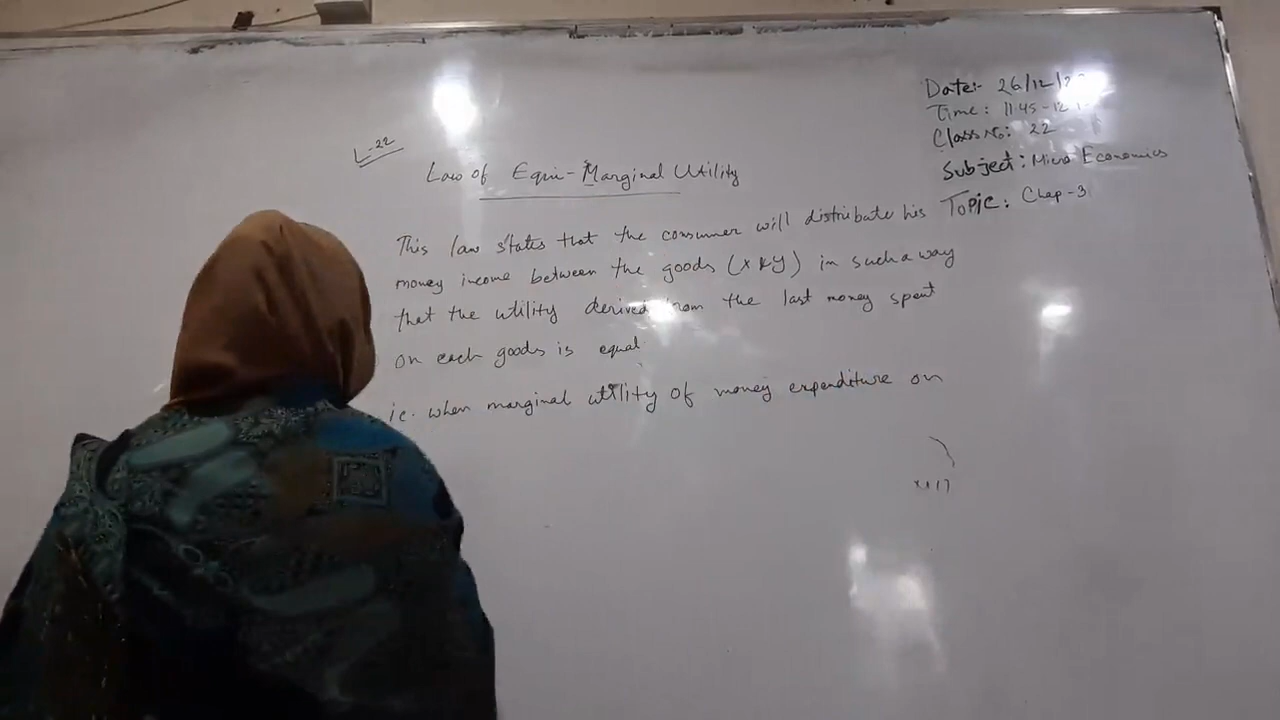 L-22
Law of Equi-Marginal Utility
This law states that the consumer will distribute his
money income between the goods (X & Y) in such a way
that the utility derived from the last money spent
on each goods is equal
ie. when marginal utility of money expenditure on
Date:- 26/12/
Time: 11:45-12
Class No: 22
Subject: Micro Economics
Topic: Chap-3